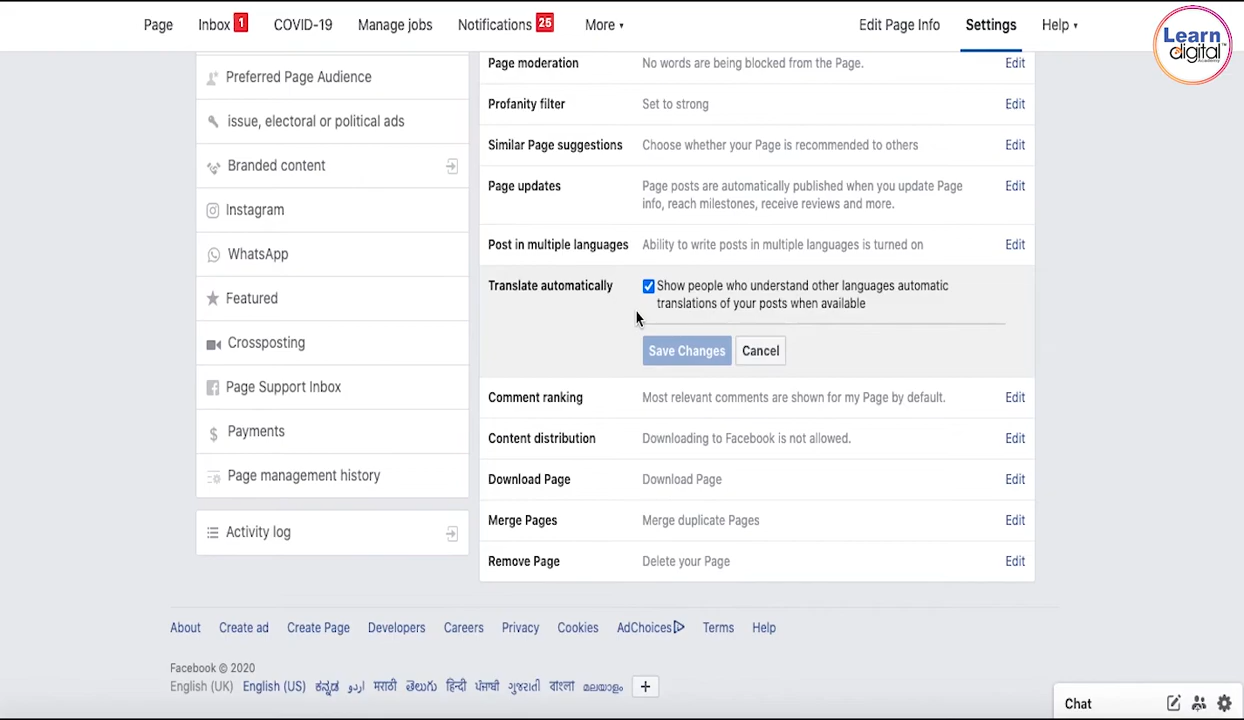 Page Inbox 1 COVID-19 Manage jobs Notifications 25 More Edit Page Info Settings Help
Learn
digital
Academy
Preferred Page Audience
issue, electoral or political ads
Branded content
Instagram
WhatsApp
Featured
Crossposting
Page Support Inbox
$ Payments
Page management history
Activity log
Page moderation No words are being blocked from the Page. Edit
Profanity filter Set to strong Edit
Similar Page suggestions Choose whether your Page is recommended to others Edit
Page updates Page posts are automatically published when you update Page Edit
info, reach milestones, receive reviews and more.
Post in multiple languages Ability to write posts in multiple languages is turned on Edit
Translate automatically Show people who understand other languages automatic
translations of your posts when available
Save Changes Cancel
Comment ranking Most relevant comments are shown for my Page by default. Edit
Content distribution Downloading to Facebook is not allowed. Edit
Download Page Download Page Edit
Merge Pages Merge duplicate Pages Edit
Remove Page Delete your Page Edit
About Create ad Create Page Developers Careers Privacy Cookies AdChoices Terms Help
Facebook © 2020
English (UK) English (US) ಕನ್ನಡ اردو मराठी తెలుగు हिन्दी ਪੰਜਾਬੀ ગુજરાતી বাংলা മലയാളം +
Chat